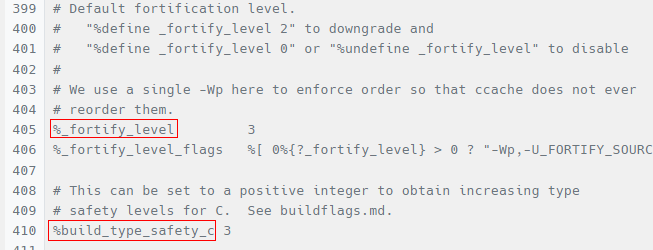 399 # Default fortification level.
400 #   "%define _fortify_level 2" to downgrade and
401 #   "%define _fortify_level 0" or "%undefine _fortify_level" to disable
402 #
403 # We use a single -Wp here to enforce order so that ccache does not ever
404 # reorder them.
405 %_fortify_level         3
406 %_fortify_level_flags   %[ 0%{?_fortify_level} > 0 ? "-Wp,-U_FORTIFY_SOURC
407
408 # This can be set to a positive integer to obtain increasing type
409 # safety levels for C.  See buildflags.md.
410 %build_type_safety_c 3